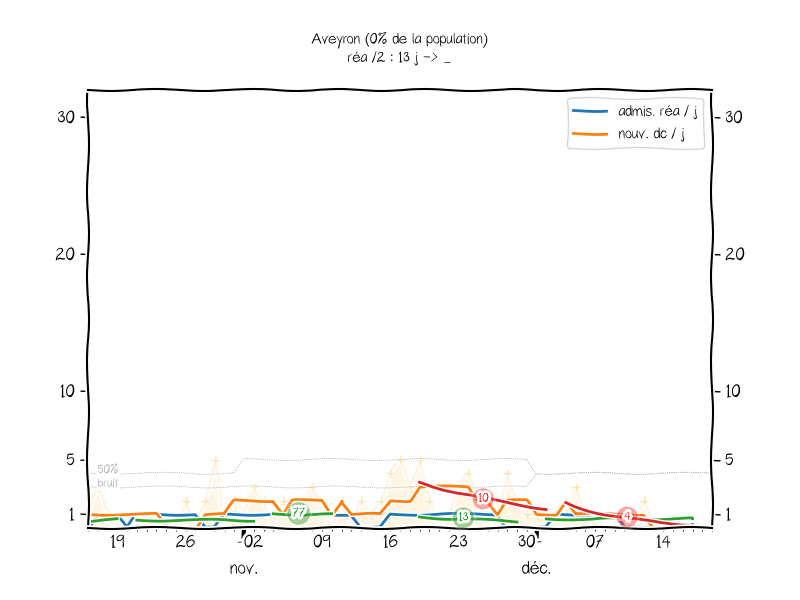 Aveyron (0% de la population)
réa /2 : 13 j -> _
admis. réa / j
nouv. dc / j
30 30
20 20
10 10
5 5
1 1
50%
bruit
77
13
10
4
19 26 02 09 16 23 30 07 14
nov. déc.